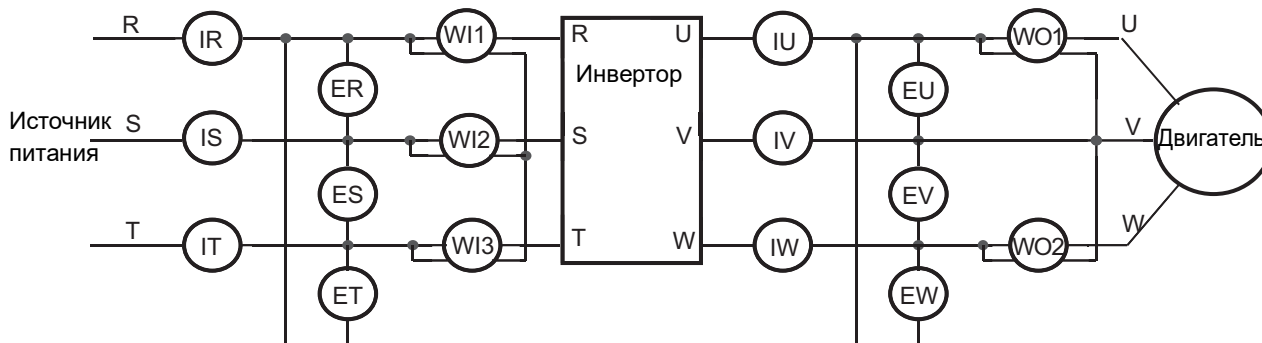 R IR WI1 R U IU WO1 U
Инвертор
ER EU
Источник
питания
S IS WI2 S V IV V
Двигатель
ES EV
T IT WI3 T W IW WO2 W
ET EW